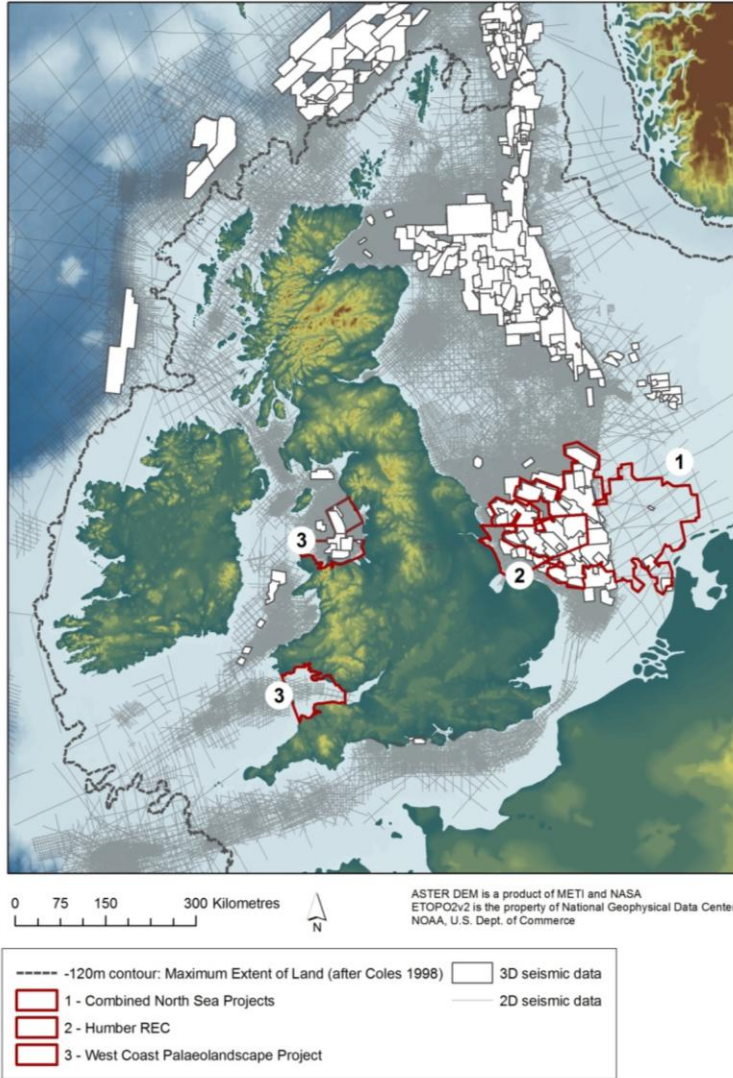 1
3
2
3
0 75 150 300 Kilometres
N
ASTER DEM is a product of METI and NASA
ETOPO2v2 is the property of National Geophysical Data Center
NOAA, U.S. Dept. of Commerce
-120m contour: Maximum Extent of Land (after Coles 1998)
3D seismic data
1 - Combined North Sea Projects
2D seismic data
2 - Humber REC
3 - West Coast Palaeolandscape Project